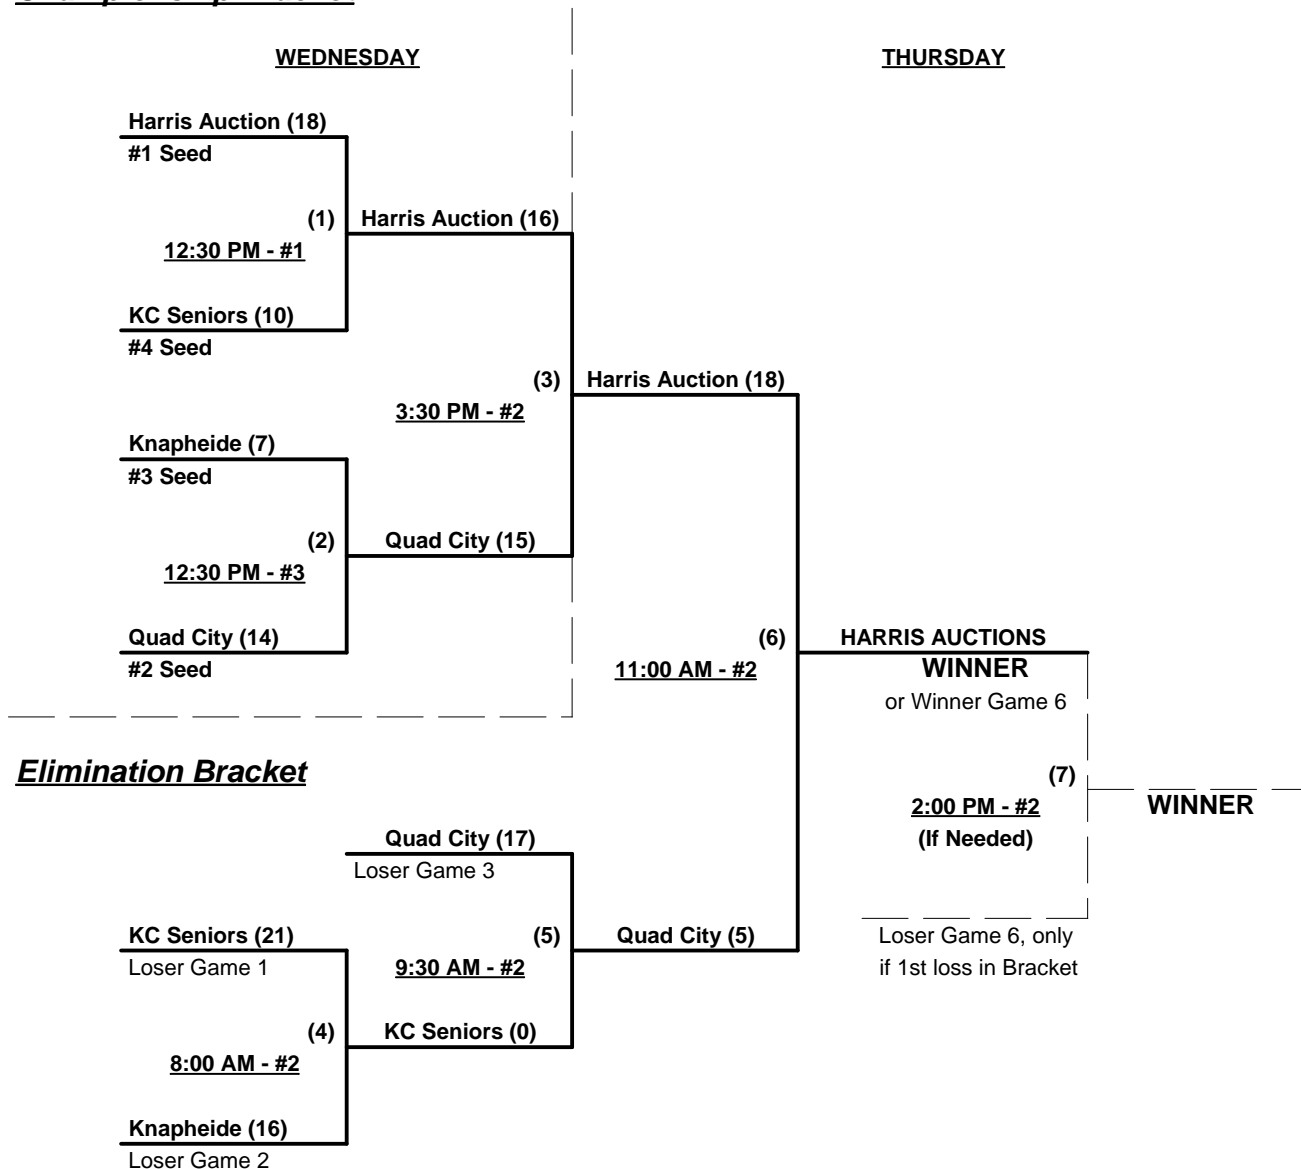 WEDNESDAY
THURSDAY
Harris Auction (18)
#1 Seed
(1)
Harris Auction (16)
12:30 PM - #1
KC Seniors (10)
#4 Seed
(3)
Harris Auction (18)
3:30 PM - #2
Knapheide (7)
#3 Seed
(2)
Quad City (15)
12:30 PM - #3
Quad City (14)
#2 Seed
(6)
HARRIS AUCTIONS
11:00 AM - #2
WINNER
or Winner Game 6
Elimination Bracket
(7)
2:00 PM - #2
WINNER
(If Needed)
Quad City (17)
Loser Game 3
KC Seniors (21)
Loser Game 1
(5)
Quad City (5)
9:30 AM - #2
Loser Game 6, only
if 1st loss in Bracket
(4)
KC Seniors (0)
8:00 AM - #2
Knapheide (16)
Loser Game 2